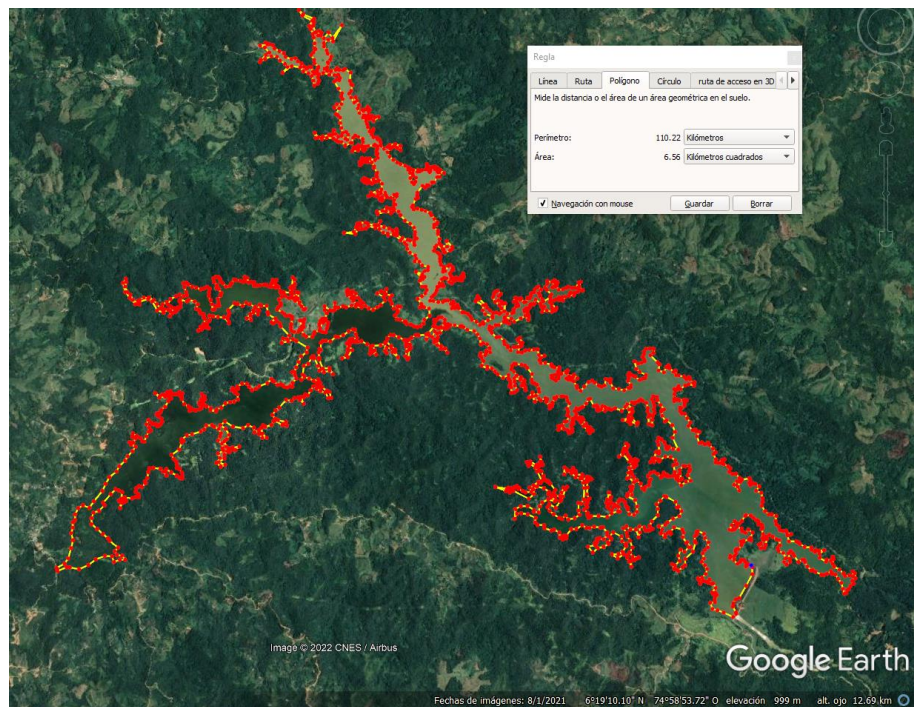 Regla
Línea Ruta Polígono Círculo ruta de acceso en 3D
Mide la distancia o el área de un área geométrica en el suelo.
Perímetro: 110.22 Kilómetros
Área: 6.56 Kilómetros cuadrados
Navegación con mouse Guardar Borrar
Image © 2022 CNES / Airbus
Google Earth
Fechas de imágenes: 8/1/2021 6°19'10.10" N 74°58'53.72" O elevación 999 m alt. ojo 12.69 km